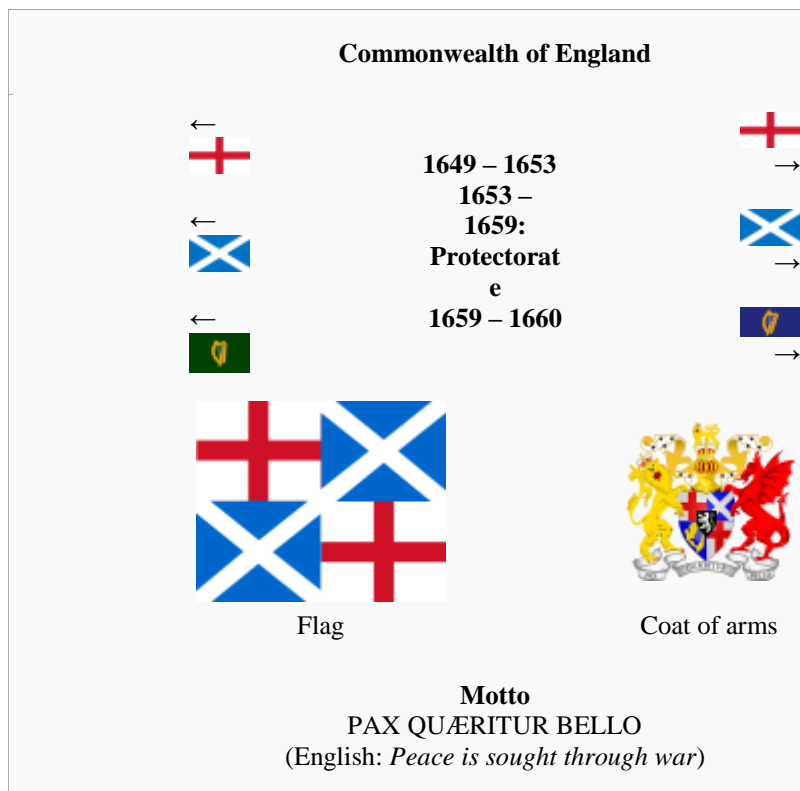 Commonwealth of England
←
→
1649 – 1653
1653 –
1659:
Protectorat
e
1659 – 1660
←
→
←
→
Flag
Coat of arms
Motto
PAX QUÆRITUR BELLO
(English: Peace is sought through war)